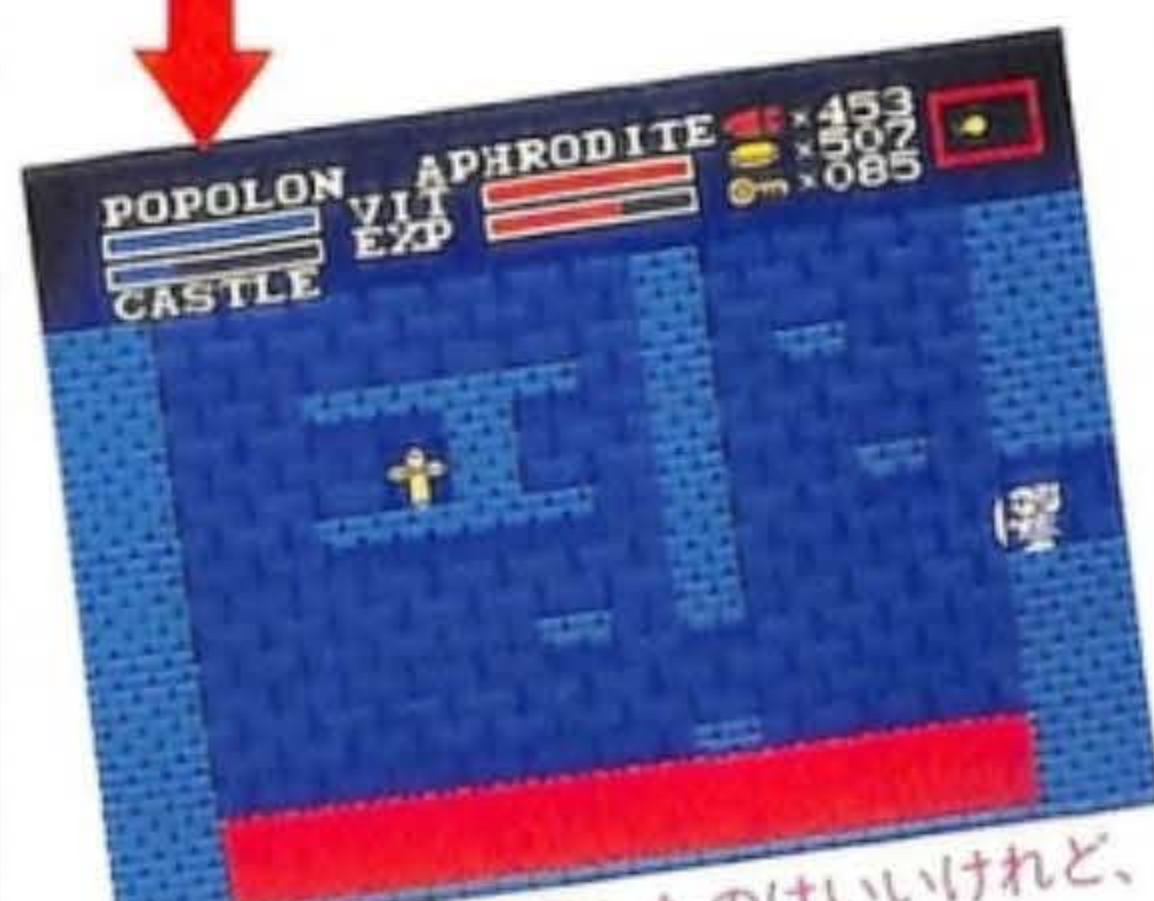 POPOLON
VIT
EXP
CASTLE
APHRODITE
×453
×507
×085
のはいいけれど、